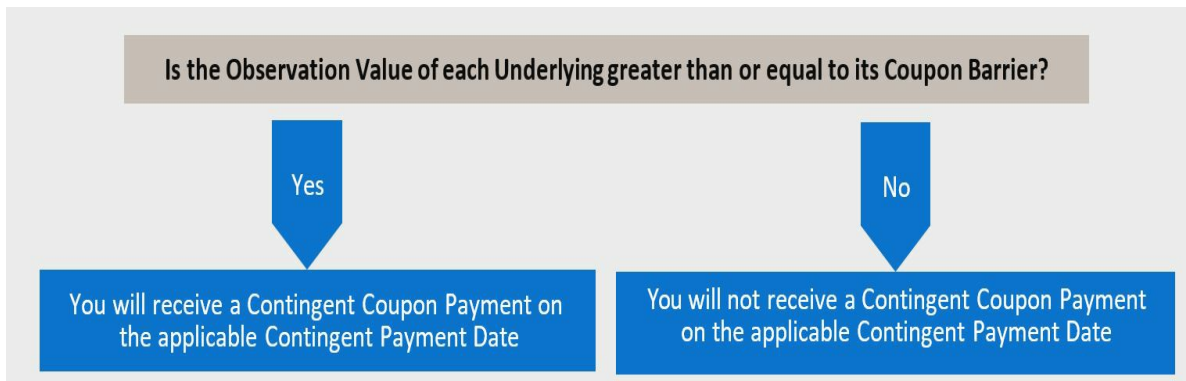 Is the Observation Value of each Underlying greater than or equal to its Coupon Barrier?
Yes
No
You will receive a Contingent Coupon Payment on
the applicable Contingent Payment Date
You will not receive a Contingent Coupon Payment
on the applicable Contingent Payment Date